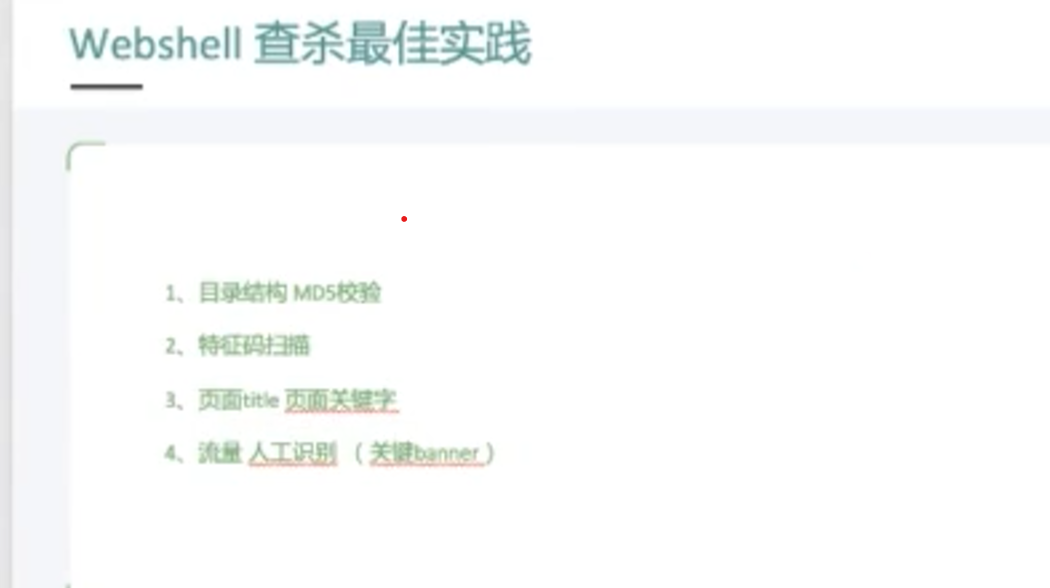 Webshell 查杀最佳实践
1、目录结构 MD5校验
2、特征码扫描
3、页面title 页面关键字
4、流量 人工识别 （ 关键banner ）